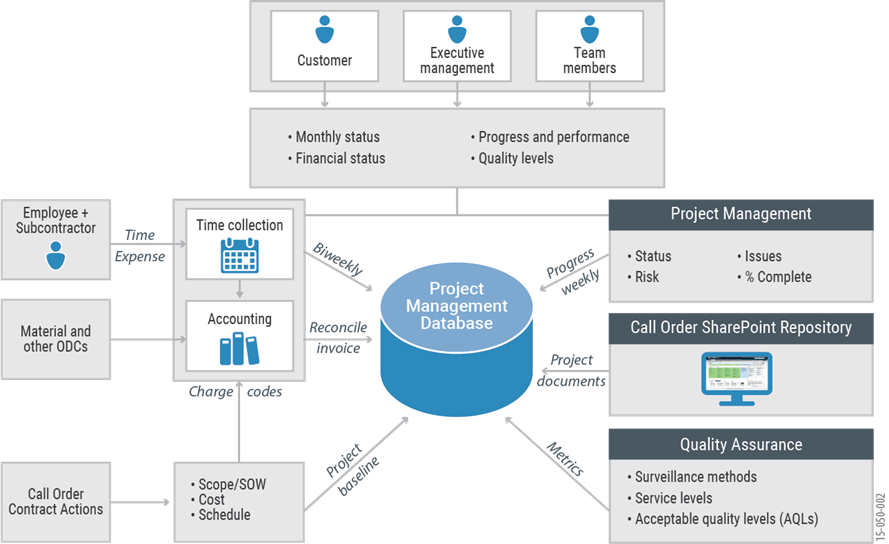 Customer
Executive
management
Team
members
• Monthly status
• Financial status
• Progress and performance
• Quality levels
Employee +
Subcontractor
Time
Expense
Time collection
Biweekly
Material and
other ODCs
Accounting
Reconcile
invoice
Charge codes
Call Order
Contract Actions
• Scope/SOW
• Cost
• Schedule
Project
baseline
Project
Management
Database
Progress
weekly
Project Management
• Status
• Risk
• Issues
• % Complete
Project
documents
Call Order SharePoint Repository
Metrics
Quality Assurance
• Surveillance methods
• Service levels
• Acceptable quality levels (AQLs)
15-050-002